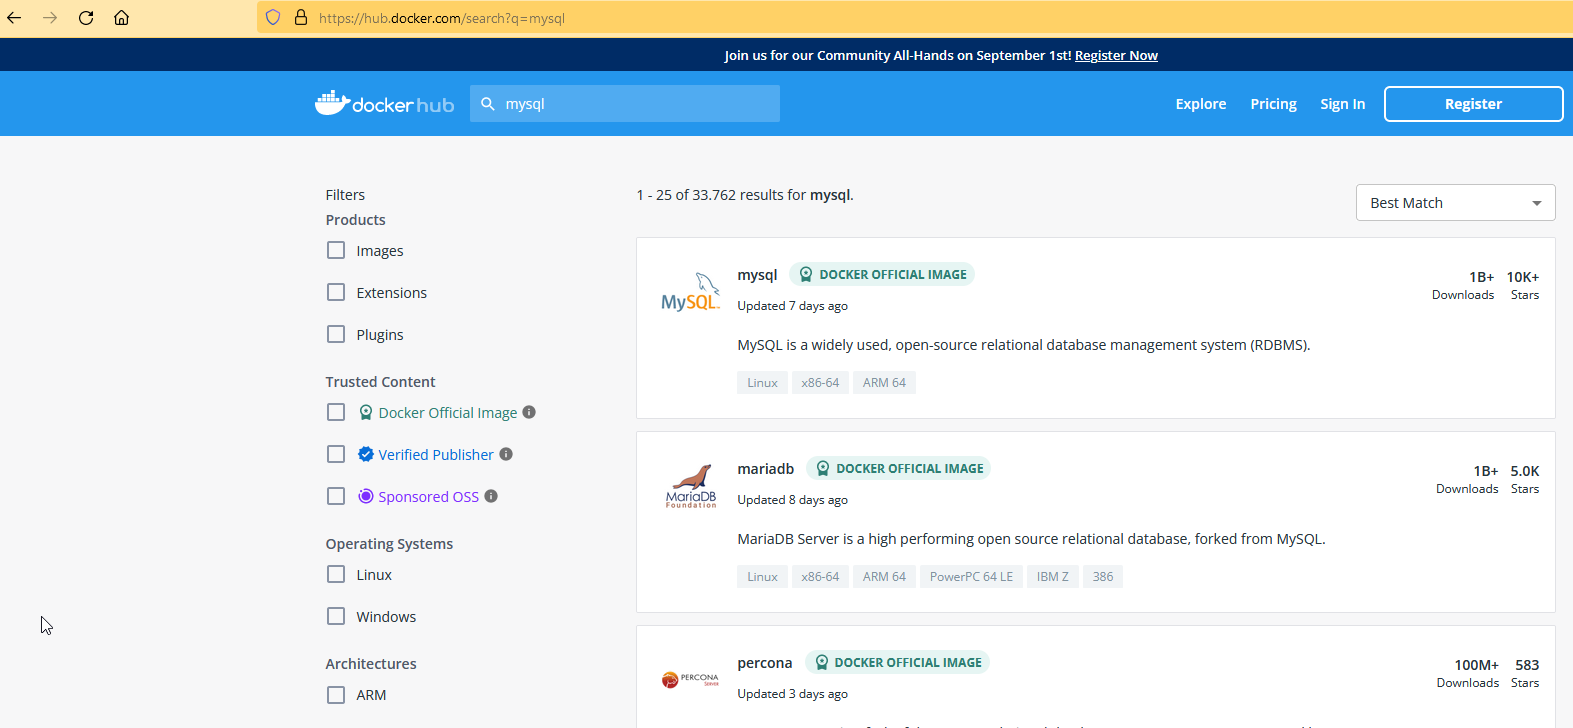 https://hub.docker.com/search?q=mysql
Join us for our Community All-Hands on September 1st! Register Now
docker hub
mysql
Explore
Pricing
Sign In
Register
Filters
Products
Images
Extensions
Plugins
Trusted Content
Docker Official Image
Verified Publisher
Sponsored OSS
Operating Systems
Linux
Windows
Architectures
ARM
1 - 25 of 33.762 results for mysql.
Best Match
MySQL
mysql DOCKER OFFICIAL IMAGE
Updated 7 days ago
1B+ 10K+
Downloads Stars
MySQL is a widely used, open-source relational database management system (RDBMS).
Linux x86-64 ARM 64
MariaDB
Foundation
mariadb DOCKER OFFICIAL IMAGE
Updated 8 days ago
1B+ 5.0K
Downloads Stars
MariaDB Server is a high performing open source relational database, forked from MySQL.
Linux x86-64 ARM 64 PowerPC 64 LE IBM Z 386
PERCONA
Server
percona DOCKER OFFICIAL IMAGE
Updated 3 days ago
100M+ 583
Downloads Stars